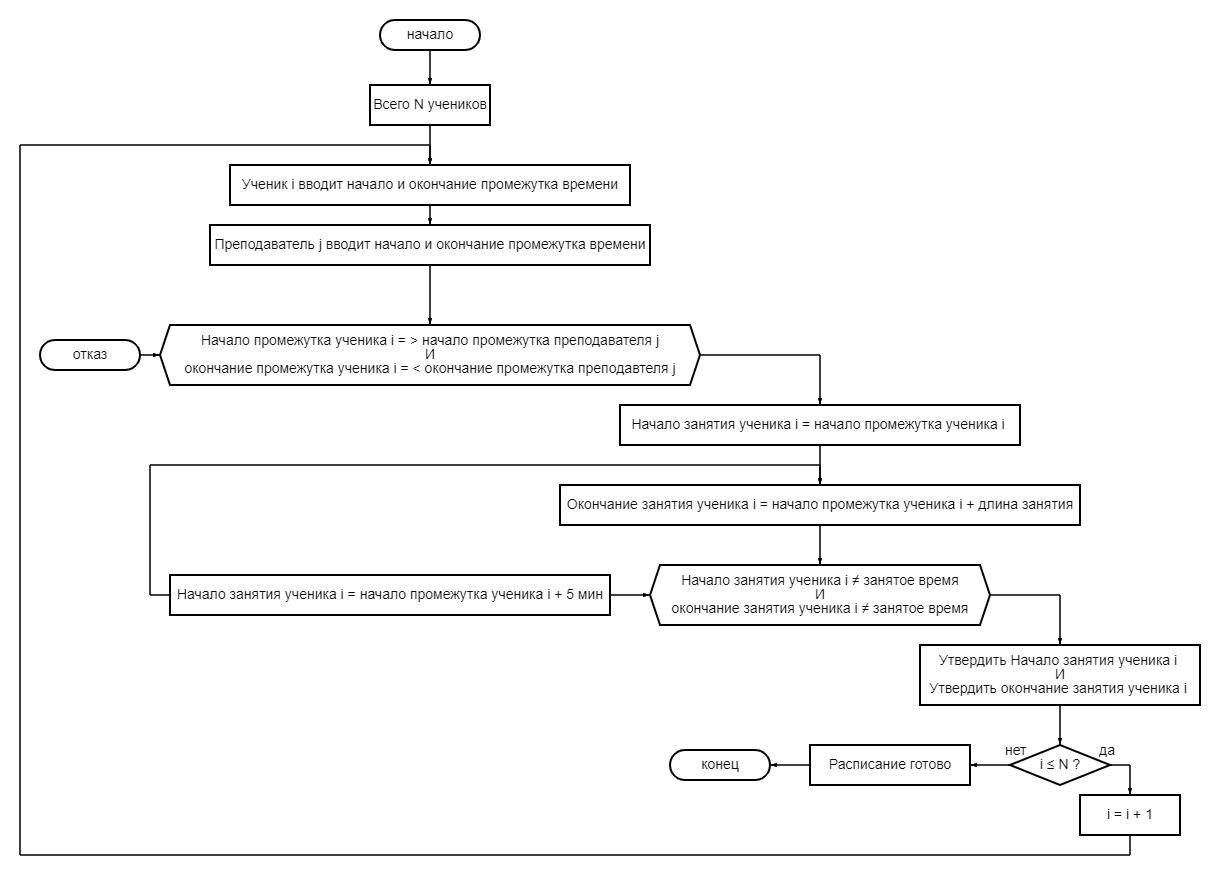 начало
Всего N учеников
Ученик i вводит начало и окончание промежутка времени
Преподаватель j вводит начало и окончание промежутка времени
отказ
Начало промежутка ученика i = > начало промежутка преподавателя j
И
окончание промежутка ученика i = < окончание промежутка преподавтеля j
Начало занятия ученика i = начало промежутка ученика i
Окончание занятия ученика i = начало промежутка ученика i + длина занятия
Начало занятия ученика i = начало промежутка ученика i + 5 мин
Начало занятия ученика i ≠ занятое время
И
окончание занятия ученика i ≠ занятое время
Утвердить Начало занятия ученика i
И
Утвердить окончание занятия ученика i
нет
да
конец
Расписание готово
i ≤ N ?
i = i + 1